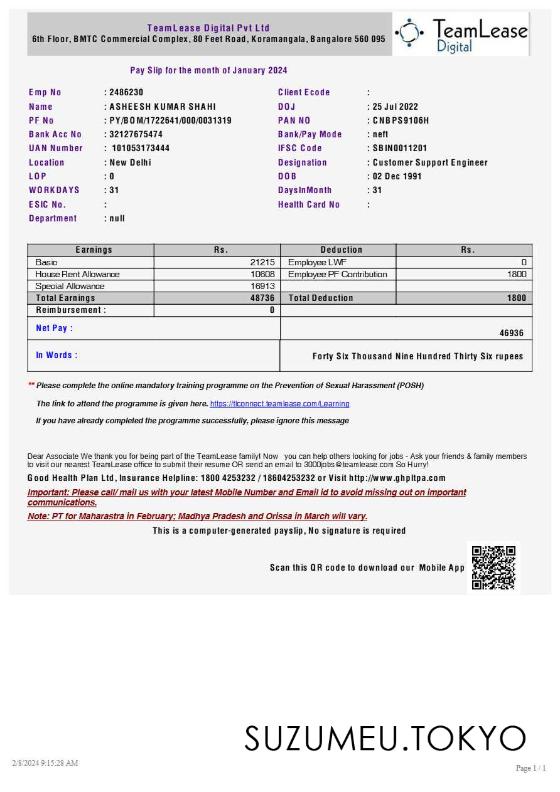 TeamLease Digital Pvt Ltd
6th Floor, BMTC Commercial Complex, 80 Feet Road, Koramangala, Bangalore 560 095
TeamLease
Digital
Pay Slip for the month of January 2024
Emp No : 2486230 Client Ecode :
Name : ASHEESH KUMAR SHAHI DOJ : 25 Jul 2022
PF No : PY/BOM/1722641/000/0031319 PAN NO : CNBPS9106H
Bank Acc No : 32127675474 Bank/Pay Mode : neft
UAN Number : 101053173444 IFSC Code : SBIN0011201
Location : New Delhi Designation : Customer Support Engineer
LOP : 0 DOB : 02 Dec 1991
WORKDAYS : 31 DaysInMonth : 31
ESIC No. : Health Card No :
Department : null
Earnings Rs. Deduction Rs.
Basic 21215 Employee LWF 0
House Rent Allowance 10608 Employee PF Contribution 1800
Special Allowance 16913
Total Earnings 48736 Total Deduction 1800
Reimbursement : 0
Net Pay : 46936
In Words : Forty Six Thousand Nine Hundred Thirty Six rupees
** Please complete the online mandatory training programme on the Prevention of Sexual Harassment (POSH)
The link to attend the programme is given here. https://tlconnect.teamlease.com/Learning
If you have already completed the programme successfully, please ignore this message
Dear Associate We thank you for being part of the TeamLease family! Now you can help others looking for jobs - Ask your friends & family members
to visit our nearest TeamLease office to submit their resume OR send an email to 3000jobs@teamlease.com So Hurry!
Good Health Plan Ltd, Insurance Helpline: 1800 4253232 / 18604253232 or Visit http://www.ghpltpa.com
Important: Please call/ mail us with your latest Mobile Number and Email id to avoid missing out on important
communications.
Note: PT for Maharastra in February; Madhya Pradesh and Orissa in March will vary.
This is a computer-generated payslip, No signature is required
Scan this QR code to download our Mobile App
SUZUMEU.TOKYO
2/8/2024 9:15:28 AM Page 1 / 1